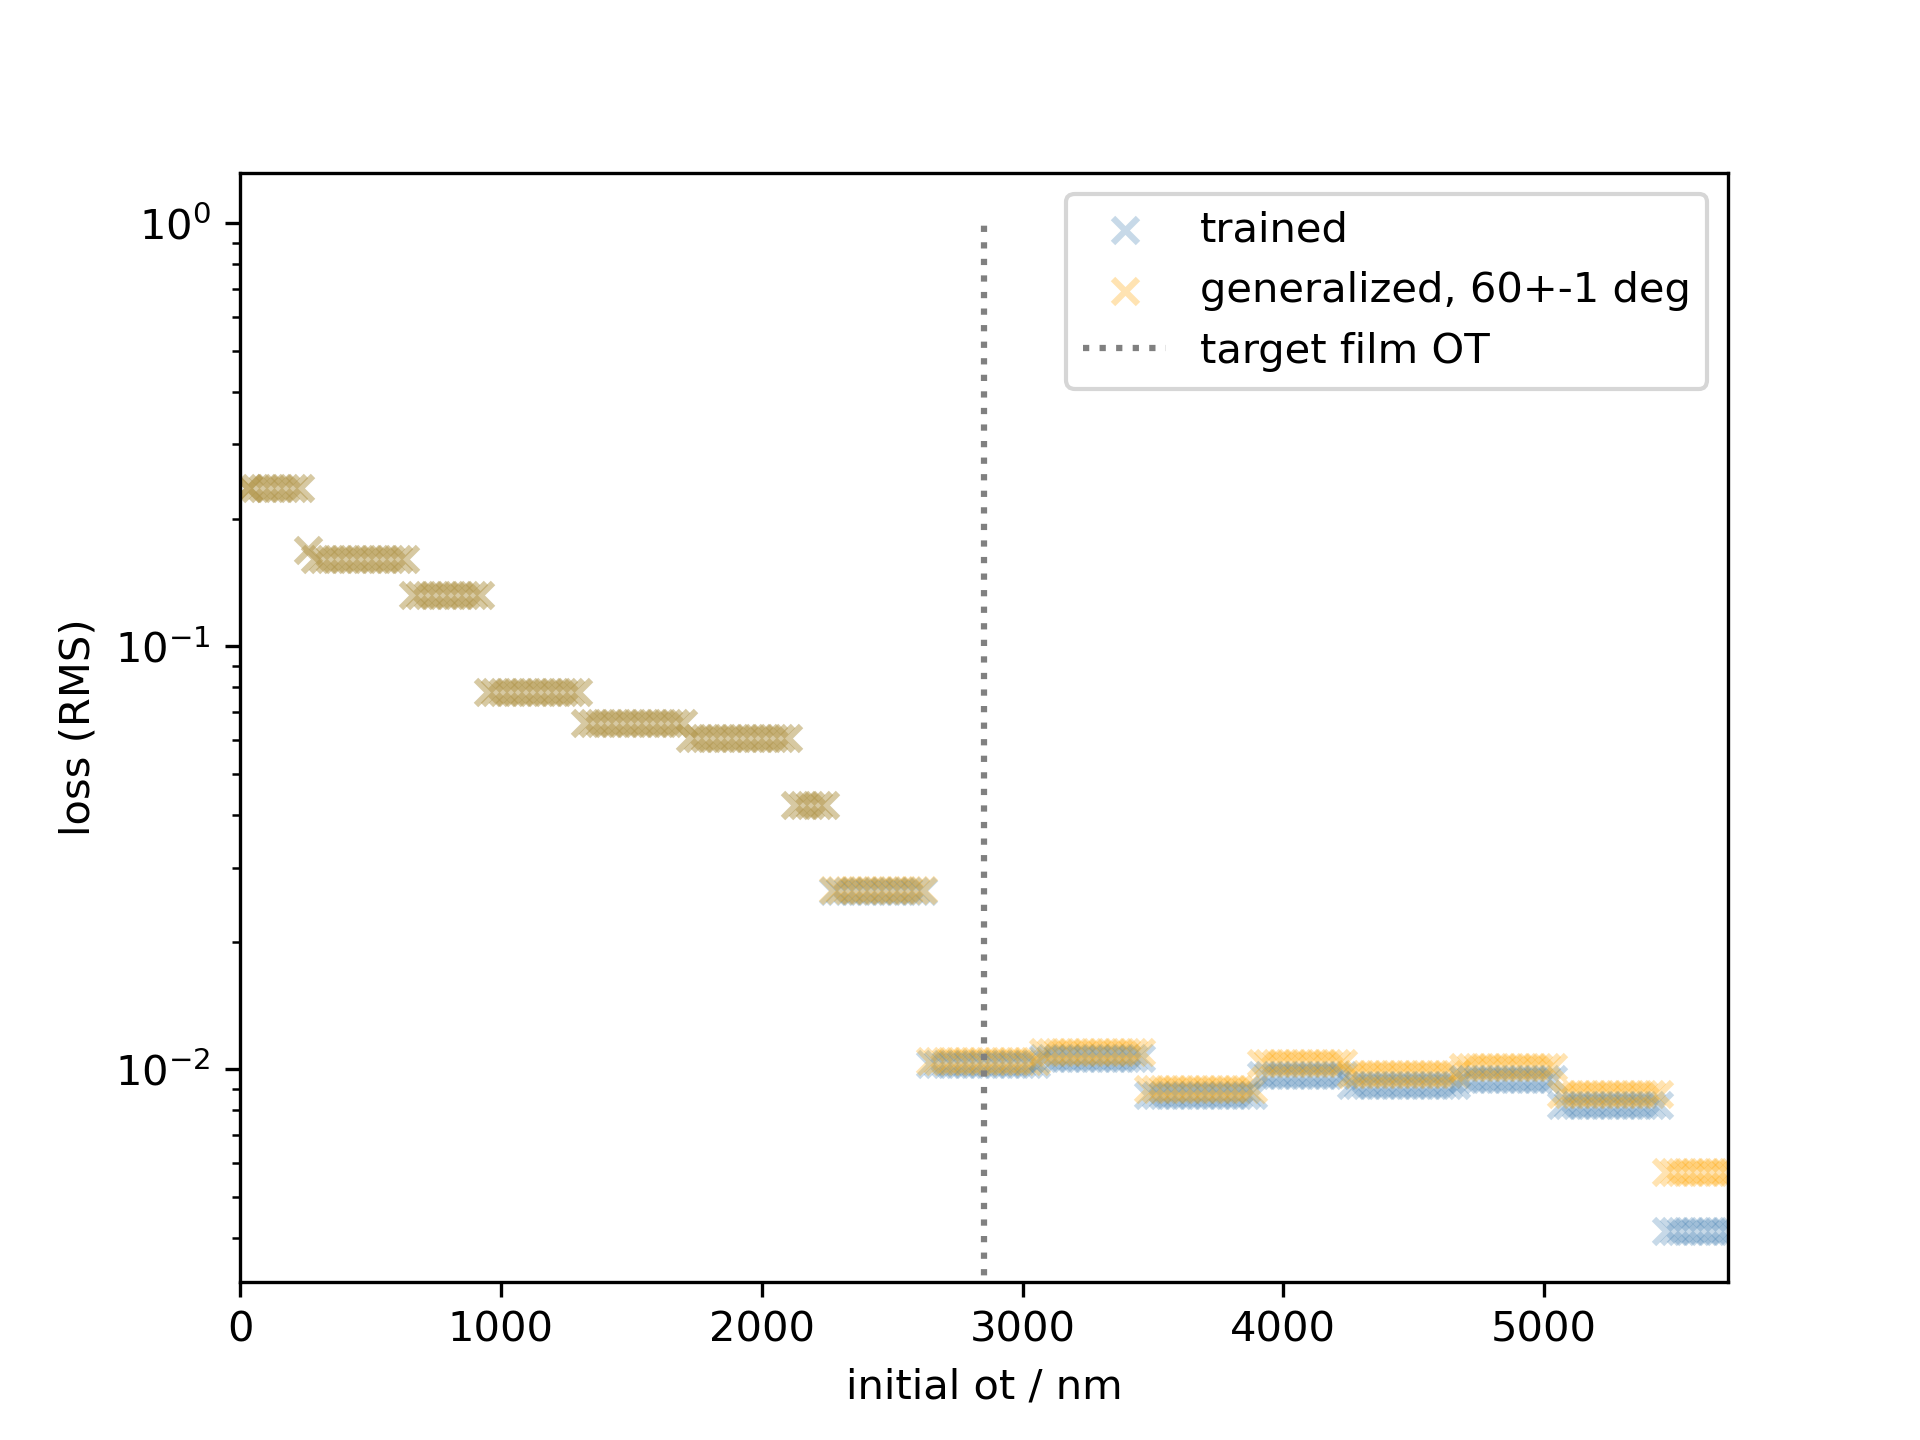 trained
generalized, 60+-1 deg
target film OT
10⁰
10⁻¹
10⁻²
loss (RMS)
0 1000 2000 3000 4000 5000
initial ot / nm